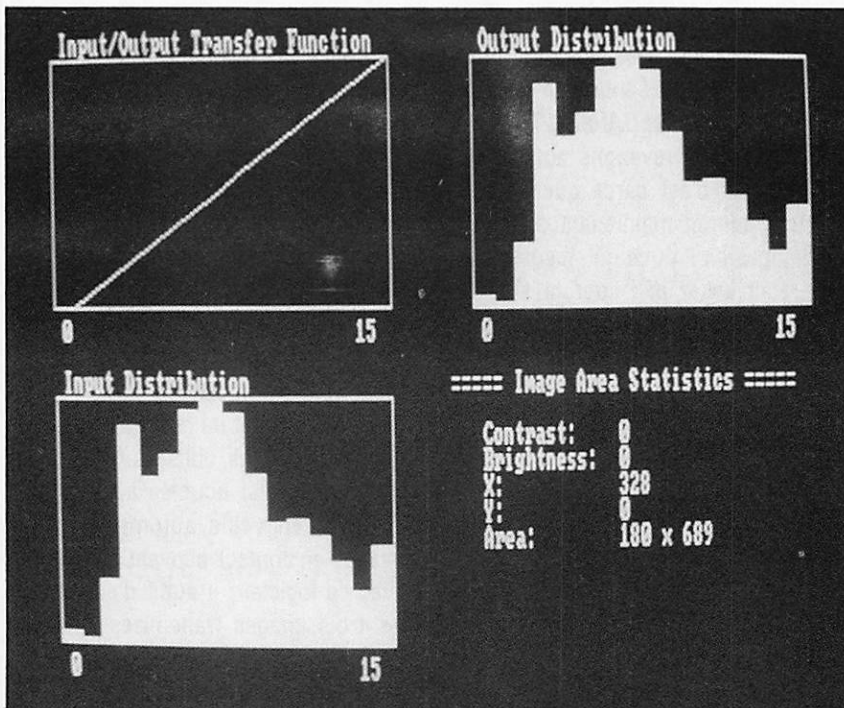 Input/Output Transfer Function
0 15
Output Distribution
0 15
Input Distribution
0 15
===== Image Area Statistics =====
Contrast: 0
Brightness: 0
X: 328
Y: 0
Area: 180 x 689